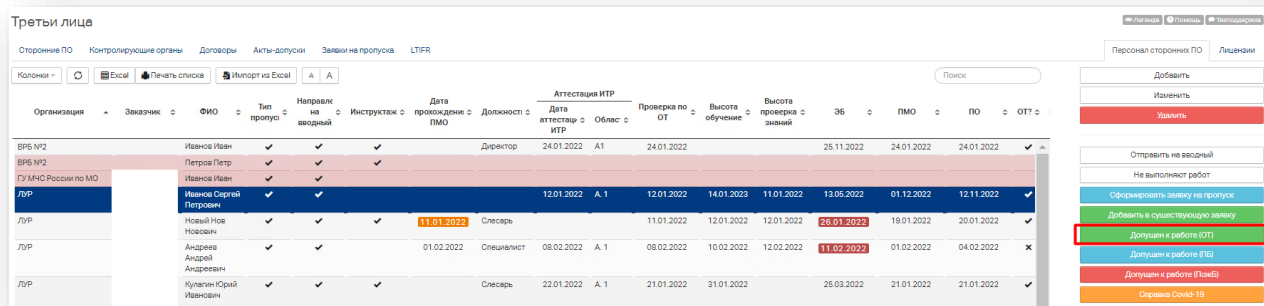 Третьи лица
Легенда Помощь Техподдержка
Сторонние ПО Контролирующие органы Договоры Акты-допуски Заявки на пропуска LTIFR
Персонал сторонних ПО Лицензии
Колонки Excel Печать списка Импорт из Excel A A
Поиск
Аттестация ИТР
Организация Заказчик ФИО Тип пропуск Направле на вводный Инструктаж Дата прохождени ПМО Должност Дата аттестаци ИТР Облас Проверка по ОТ Высота обучение Высота проверка знаний ЭБ ПМО ПО ОТ?
ВРБ №2 Иванов Иван Директор 24.01.2022 А1 24.01.2022 25.11.2022 24.01.2022 24.01.2022
ВРБ №2 Петров Петр
ГУ МЧС России по МО Иванов Иван
ЛУР Иванов Сергей Петрович 12.01.2022 А. 1 12.01.2022 14.01.2023 11.01.2022 13.05.2022 01.12.2022 12.11.2022
ЛУР Новый Нов Новович 11.01.2022 Слесарь 11.01.2022 12.01.2022 12.01.2022 26.01.2022 19.01.2022 20.01.2022
ЛУР Андреев Андрей Андреевич 01.02.2022 Специалист 08.02.2022 А. 1 08.02.2022 10.02.2022 12.02.2022 11.02.2022 01.02.2022 04.02.2022
ЛУР Кулагин Юрий Иванович Слесарь 22.01.2022 А. 1 21.01.2022 31.01.2022 25.03.2022 21.01.2022 21.01.2022
Добавить
Изменить
Удалить
Отправить на вводный
Не выполняют работ
Сформировать заявку на пропуск
Добавить в существующую заявку
Допущен к работе (ОТ)
Допущен к работе (ПБ)
Допущен к работе (ПожБ)
Справка Covid-19